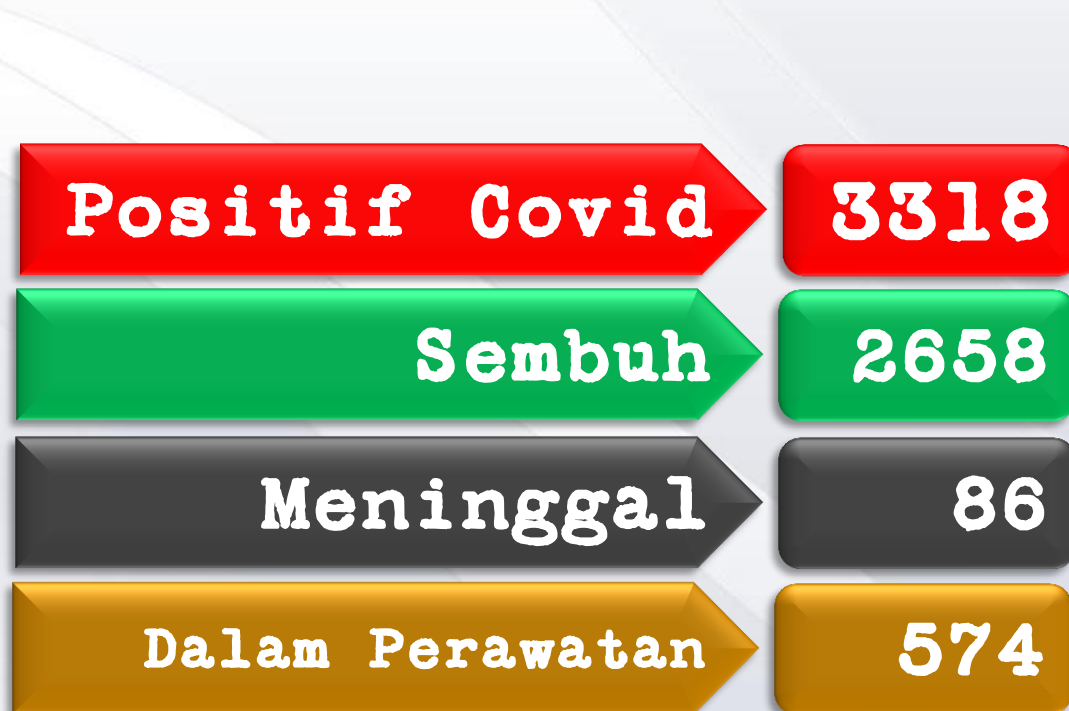 Positif Covid 3318
Sembuh 2658
Meninggal 86
Dalam Perawatan 574